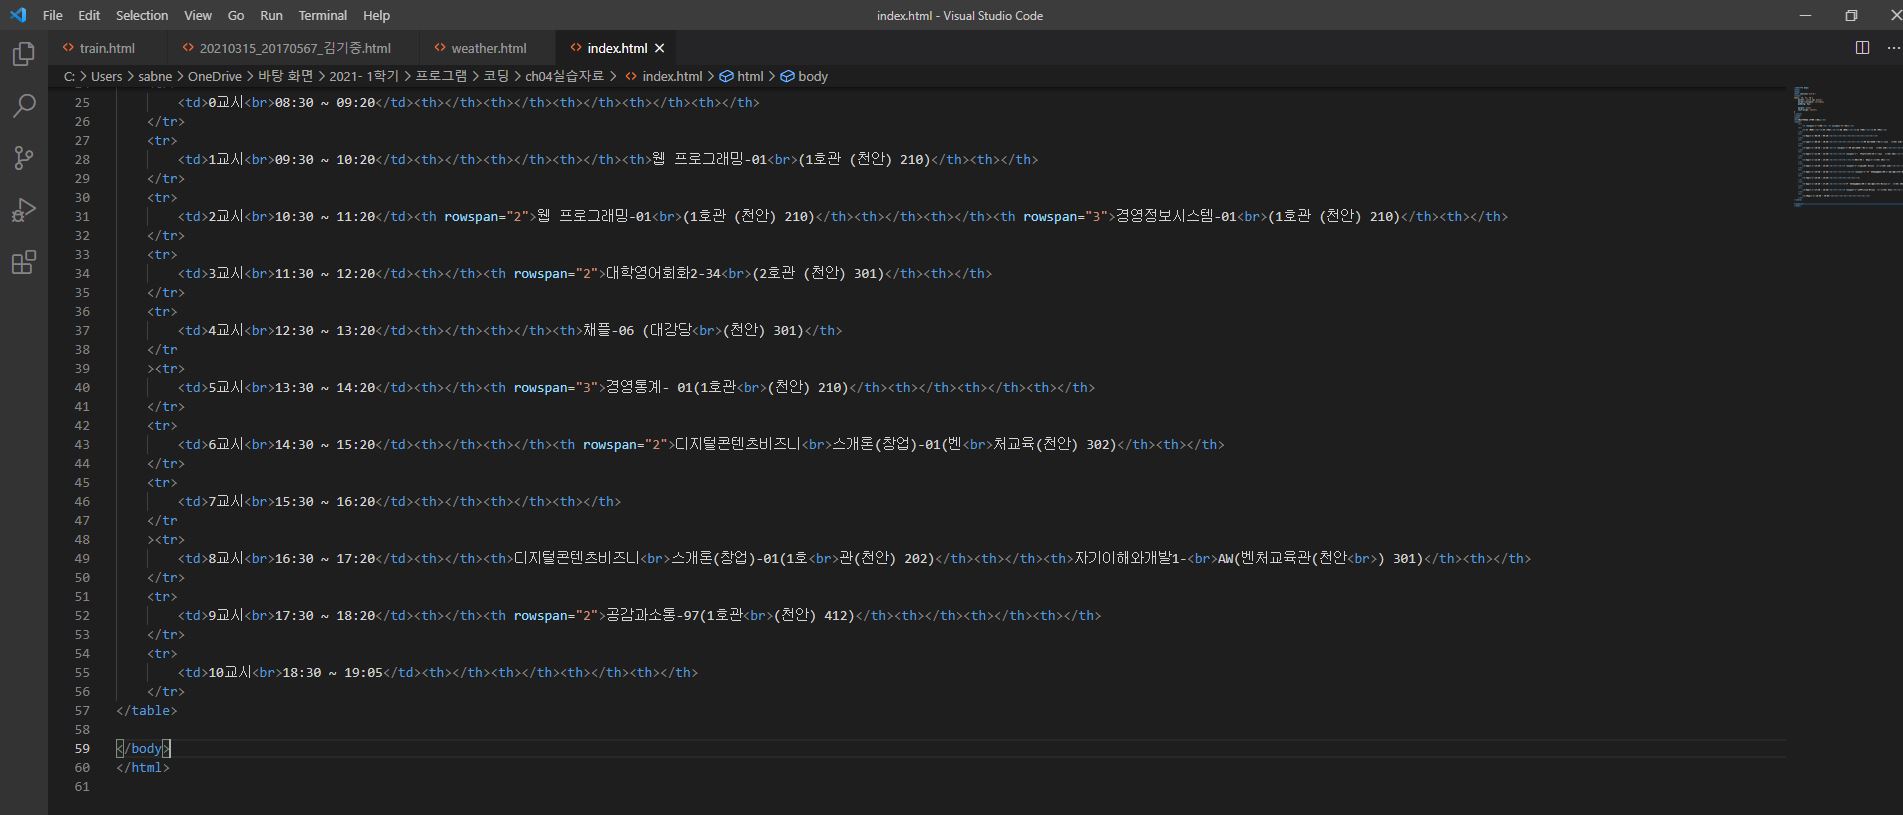 File Edit Selection View Go Run Terminal Help
index.html - Visual Studio Code
train.html 20210315_20170567_김기중.html weather.html index.html
C: > Users > sabne > OneDrive > 바탕 화면 > 2021- 1학기 > 프로그램 > 코딩 > ch04실습자료 > index.html > html > body
25 <td>0교시<br>08:30 ~ 09:20</td><th></th><th></th><th></th><th></th><th></th>
26 </tr>
27 <tr>
28 <td>1교시<br>09:30 ~ 10:20</td><th></th><th></th><th></th><th>웹 프로그래밍-01<br>(1호관 (천안) 210)</th><th></th>
29 </tr>
30 <tr>
31 <td>2교시<br>10:30 ~ 11:20</td><th rowspan="2">웹 프로그래밍-01<br>(1호관 (천안) 210)</th><th></th><th></th><th rowspan="3">경영정보시스템-01<br>(1호관 (천안) 210)</th><th></th>
32 </tr>
33 <tr>
34 <td>3교시<br>11:30 ~ 12:20</td><th></th><th rowspan="2">대학영어회화2-34<br>(2호관 (천안) 301)</th><th></th>
35 </tr>
36 <tr>
37 <td>4교시<br>12:30 ~ 13:20</td><th></th><th></th><th>채플-06 (대강당<br>(천안) 301)</th>
38 </tr
39 ><tr>
40 <td>5교시<br>13:30 ~ 14:20</td><th></th><th rowspan="3">경영통계- 01(1호관<br>(천안) 210)</th><th></th><th></th><th></th>
41 </tr>
42 <tr>
43 <td>6교시<br>14:30 ~ 15:20</td><th></th><th></th><th rowspan="2">디지털콘텐츠비즈니<br>스개론(창업)-01(벤<br>처교육(천안) 302)</th><th></th>
44 </tr>
45 <tr>
46 <td>7교시<br>15:30 ~ 16:20</td><th></th><th></th><th></th>
47 </tr
48 ><tr>
49 <td>8교시<br>16:30 ~ 17:20</td><th></th><th>디지털콘텐츠비즈니<br>스개론(창업)-01(1호<br>관(천안) 202)</th><th></th><th>자기이해와개발1-<br>AW(벤처교육관(천안<br>) 301)</th><th></th>
50 </tr>
51 <tr>
52 <td>9교시<br>17:30 ~ 18:20</td><th></th><th rowspan="2">공감과소통-97(1호관<br>(천안) 412)</th><th></th><th></th><th></th>
53 </tr>
54 <tr>
55 <td>10교시<br>18:30 ~ 19:05</td><th></th><th></th><th></th><th></th>
56 </tr>
57 </table>
58
59 </body>
60 </html>
61